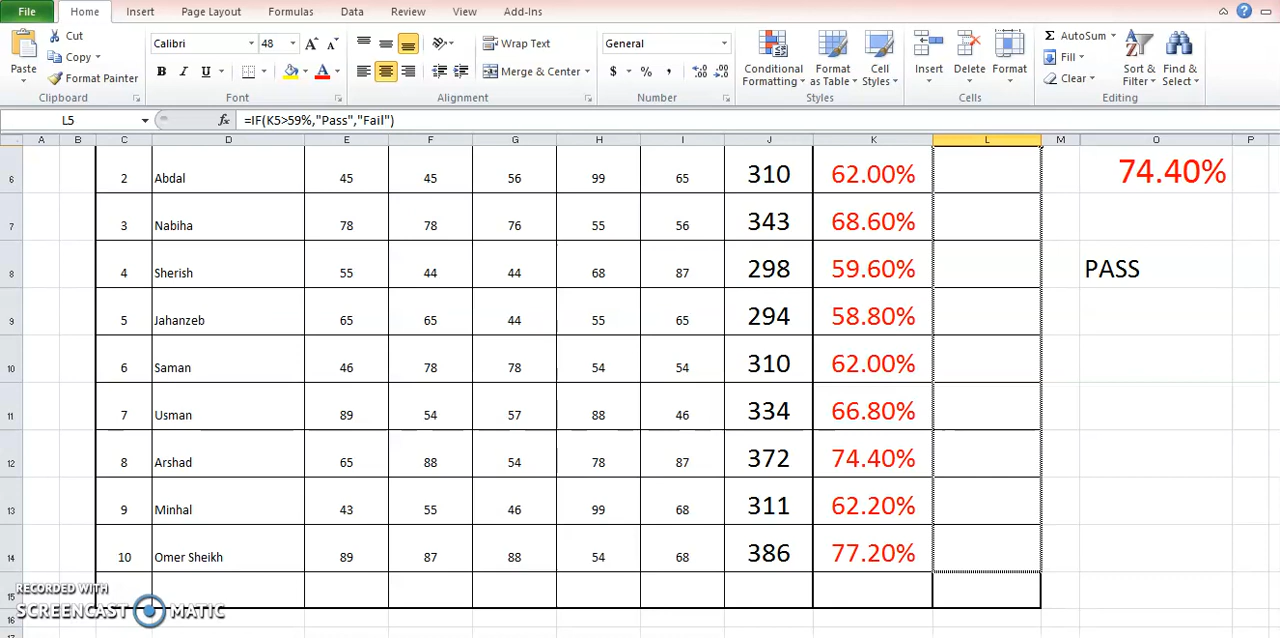 File Home Insert Page Layout Formulas Data Review View Add-Ins
Cut Calibri 48 Wrap Text General AutoSum
Copy Fill
Format Painter Merge & Center Clear
Paste Conditional Formatting Format as Table Cell Styles Insert Delete Format Sort & Filter Find & Select
Clipboard Font Alignment Number Styles Cells Editing
L5 fx =IF(K5>59%,"Pass","Fail")
A B C D E F G H I J K L M O P
6 2 Abdal 45 45 56 99 65 310 62.00% 74.40%
7 3 Nabiha 78 78 76 55 56 343 68.60%
8 4 Sherish 55 44 44 68 87 298 59.60% PASS
9 5 Jahanzeb 65 65 44 55 65 294 58.80%
10 6 Saman 46 78 78 54 54 310 62.00%
11 7 Usman 89 54 57 88 46 334 66.80%
12 8 Arshad 65 88 54 78 87 372 74.40%
13 9 Minhal 43 55 46 99 68 311 62.20%
14 10 Omer Sheikh 89 87 88 54 68 386 77.20%
15
RECORDED WITH
SCREENCAST MATIC
16